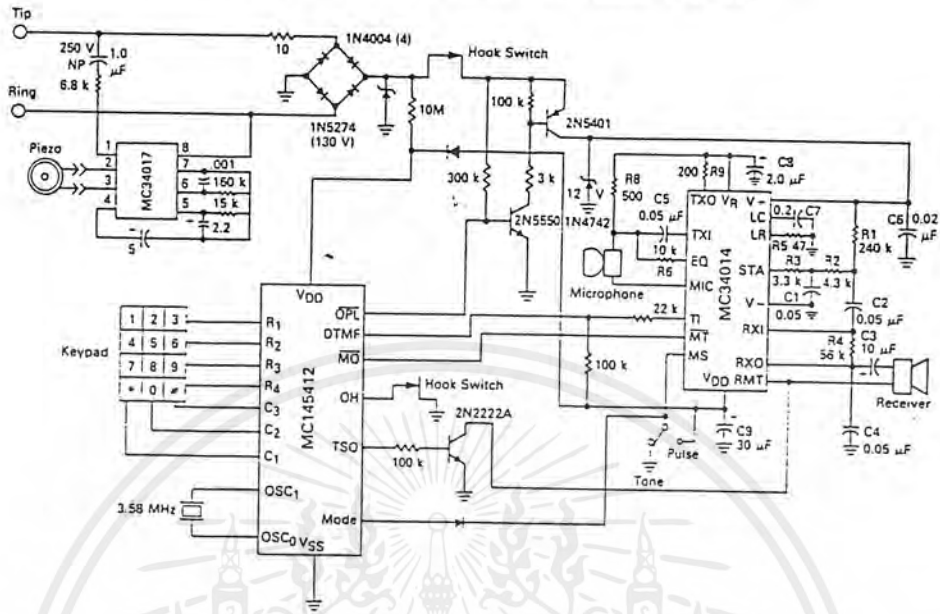 Tip
250 V
NP
1.0
µF
6.8 k
10
1N4004 (4)
Hook Switch
Ring
1N5274
(130 V)
10M
100 k
2N5401
Piezo
1
2
3
4
8
7
6
5
MC34017
.001
160 k
15 k
2.2
5
300 k
3 k
2N5550
12 V
1N4742
R8
500
C5
0.05 µF
10 k
R6
Microphone
200
R9
C8
2.0 µF
TXO
VR
V-
LC
LR
TXI
EQ
STA
MIC
V-
TI
RXI
MT
MS
RXO
VDD
RMT
MC34014
0.2
C7
R5 47
R3
3.3 k
R2
4.3 k
R1
240 k
C6
0.02
µF
C1
0.05
C2
0.05 µF
R4
56 k
C3
10 µF
Receiver
C4
0.05 µF
22 k
100 k
C9
30 µF
Pulse
Tone
Keypad
1 2 3
4 5 6
7 8 9
* 0 #
VDD
R1
R2
R3
R4
C3
C2
C1
OSC1
OSC0
VSS
OPL
DTMF
MO
OH
TSO
Mode
MC145412
Hook Switch
2N2222A
100 k
3.58 MHz